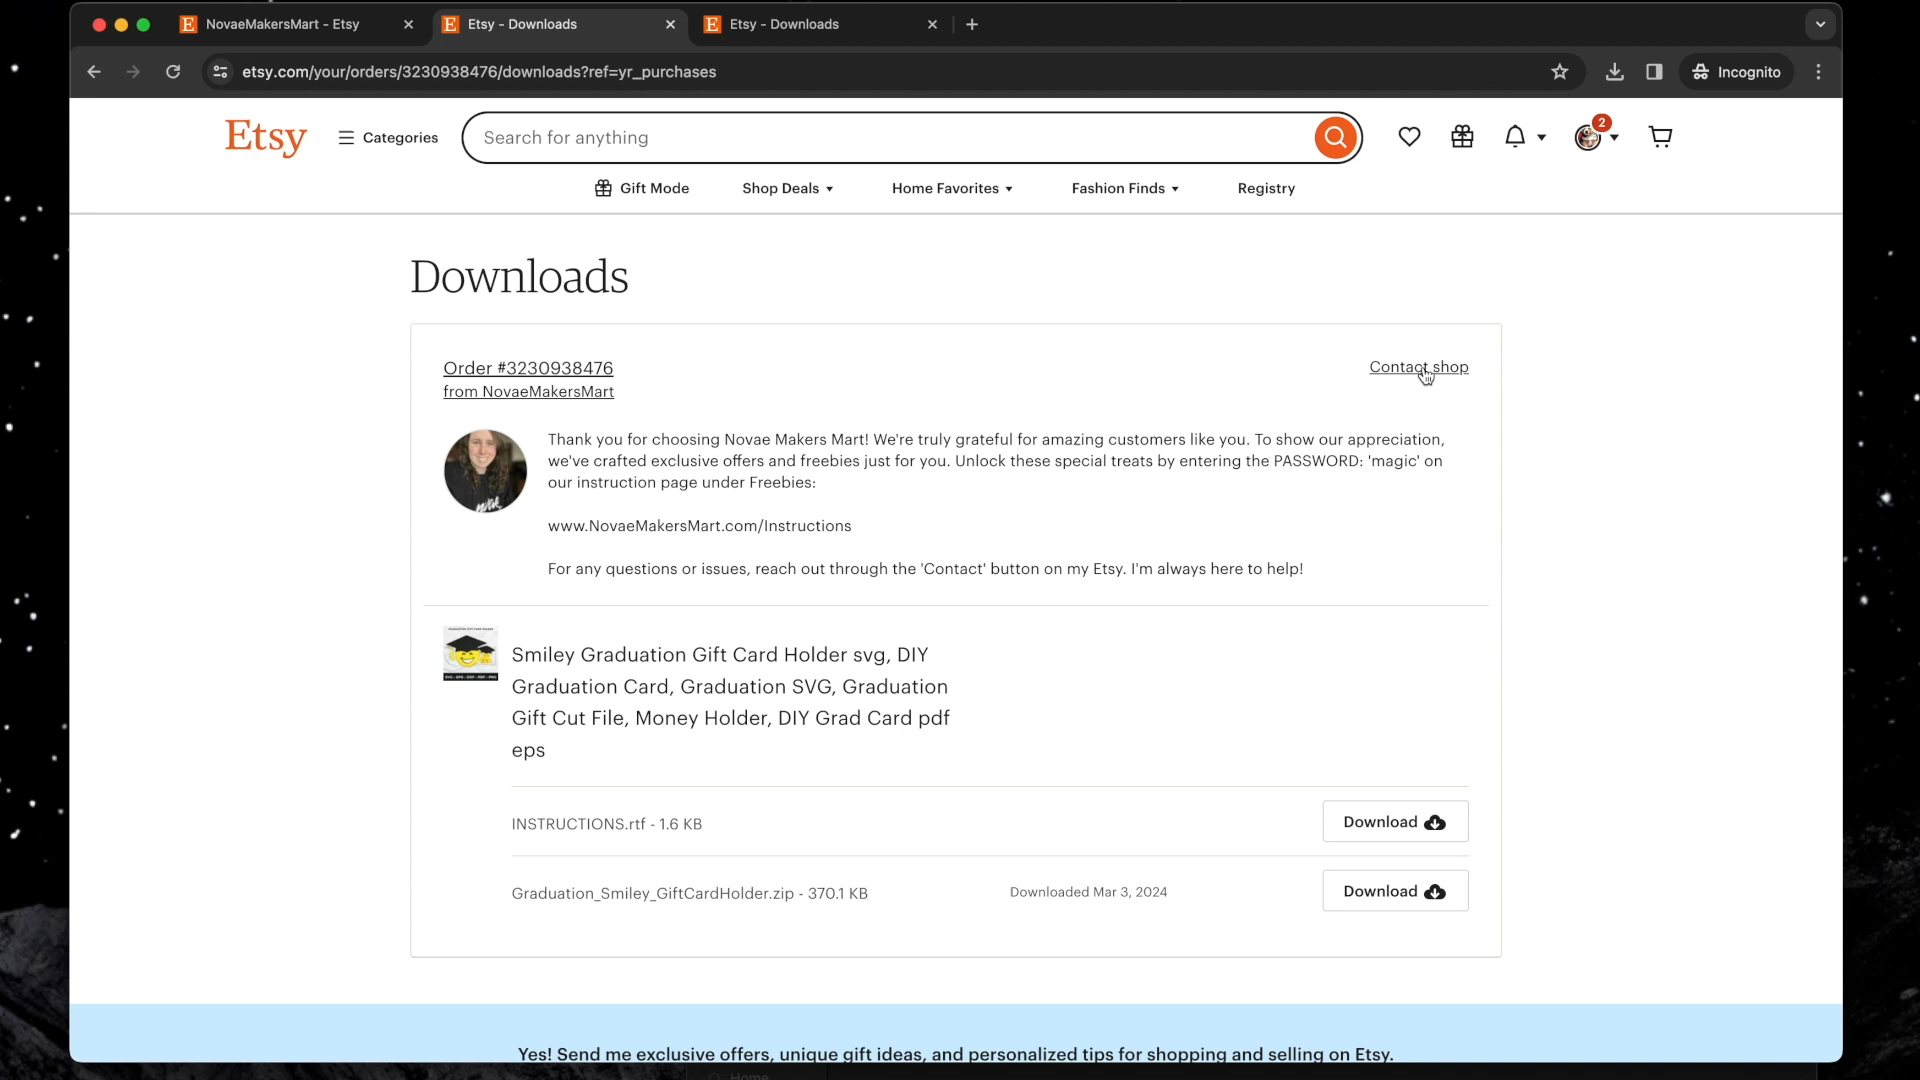 NovaeMakersMart - Etsy
Etsy - Downloads
Etsy - Downloads
etsy.com/your/orders/3230938476/downloads?ref=yr_purchases
Incognito
Etsy
Categories
Search for anything
2
Gift Mode
Shop Deals
Home Favorites
Fashion Finds
Registry
Downloads
Order #3230938476
Contact shop
from NovaeMakersMart
Thank you for choosing Novae Makers Mart! We're truly grateful for amazing customers like you. To show our appreciation,
we've crafted exclusive offers and freebies just for you. Unlock these special treats by entering the PASSWORD: 'magic' on
our instruction page under Freebies:
www.NovaeMakersMart.com/Instructions
For any questions or issues, reach out through the 'Contact' button on my Etsy. I'm always here to help!
Smiley Graduation Gift Card Holder svg, DIY
Graduation Card, Graduation SVG, Graduation
Gift Cut File, Money Holder, DIY Grad Card pdf
eps
INSTRUCTIONS.rtf - 1.6 KB
Download
Graduation_Smiley_GiftCardHolder.zip - 370.1 KB
Downloaded Mar 3, 2024
Download
Yes! Send me exclusive offers, unique gift ideas, and personalized tips for shopping and selling on Etsy.
Home